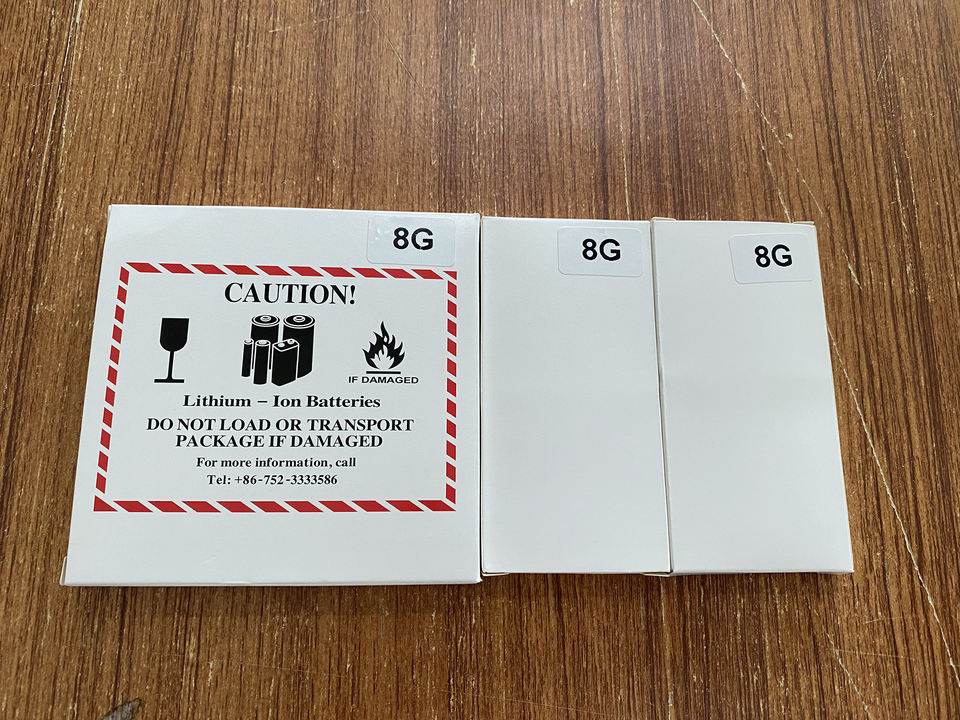 8G
CAUTION!
IF DAMAGED
Lithium – Ion Batteries
DO NOT LOAD OR TRANSPORT
PACKAGE IF DAMAGED
For more information, call
Tel: +86-752-3333586
8G
8G